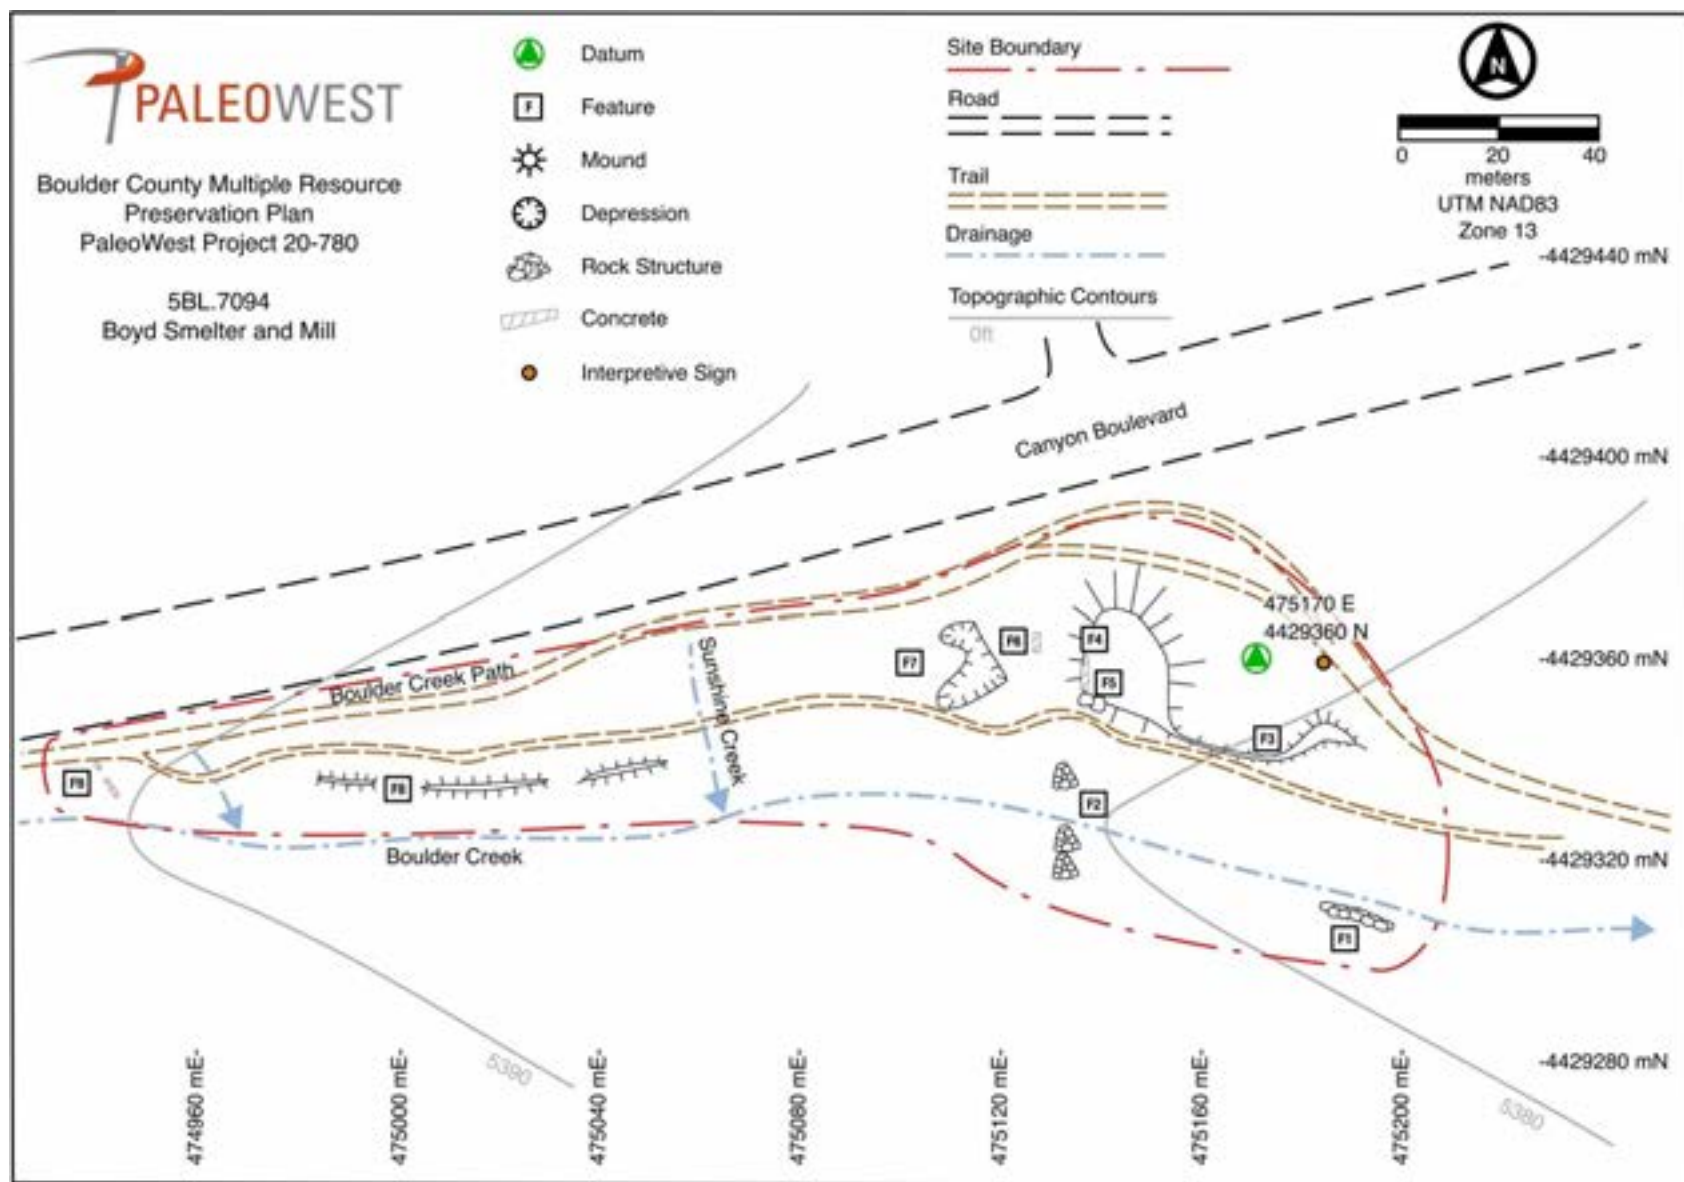 PALEOWEST
Boulder County Multiple Resource
Preservation Plan
PaleoWest Project 20-780
5BL.7094
Boyd Smelter and Mill
Datum
F
Feature
Mound
Depression
Rock Structure
Concrete
Interpretive Sign
Site Boundary
Road
Trail
Drainage
Topographic Contours
0ft
N
0 20 40
meters
UTM NAD83
Zone 13
-4429440 mN
Canyon Boulevard
-4429400 mN
475170 E
4429360 N
-4429360 mN
F4
F6
F7
F5
Sunshine Creek
Boulder Creek Path
F3
F9
F8
F2
Boulder Creek
-4429320 mN
F1
-4429280 mN
5390
5380
474960 mE-
475000 mE-
475040 mE-
475080 mE-
475120 mE-
475160 mE-
475200 mE-